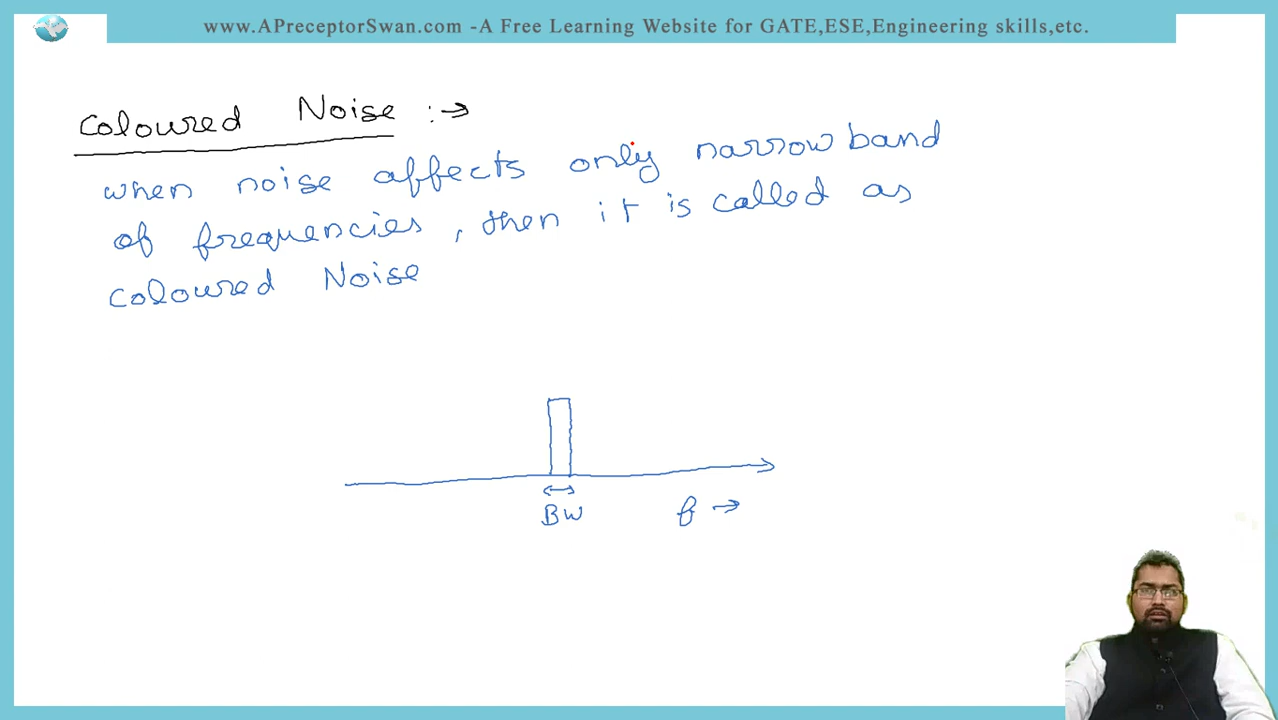 www.APreceptorSwan.com -A Free Learning Website for GATE,ESE,Engineering skills,etc.
Coloured Noise :→
when noise affects only narrow band
of frequencies, then it is called as
coloured Noise
BW
f →